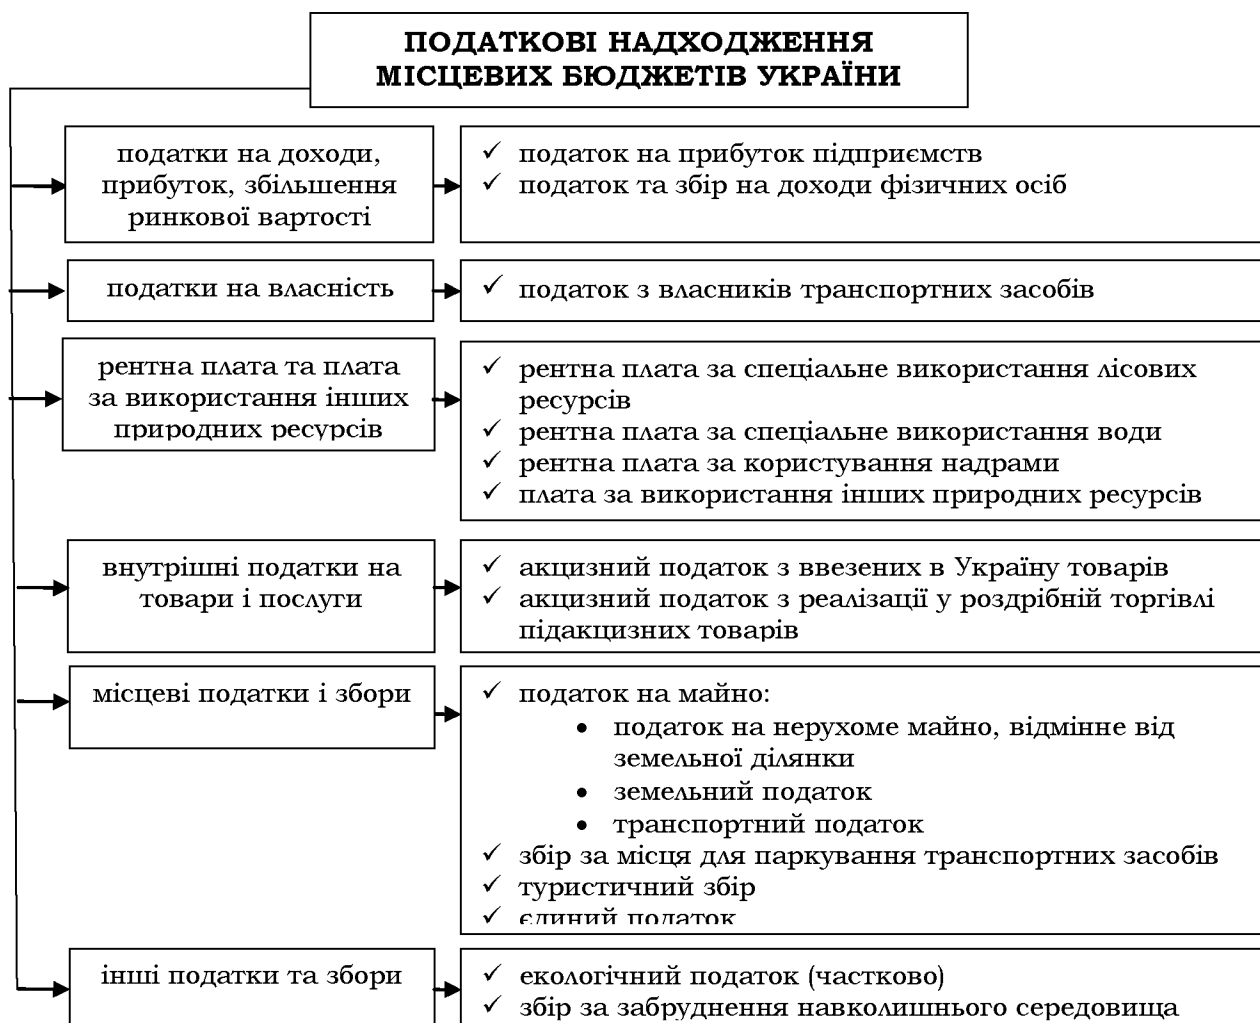 ПОДАТКОВІ НАДХОДЖЕННЯ
МІСЦЕВИХ БЮДЖЕТІВ УКРАЇНИ
податки на доходи,
прибуток, збільшення
ринкової вартості
✓ податок на прибуток підприємств
✓ податок та збір на доходи фізичних осіб
податки на власність
✓ податок з власників транспортних засобів
рентна плата та плата
за використання інших
природних ресурсів
✓ рентна плата за спеціальне використання лісових
ресурсів
✓ рентна плата за спеціальне використання води
✓ рентна плата за користування надрами
✓ плата за використання інших природних ресурсів
внутрішні податки на
товари і послуги
✓ акцизний податок з ввезених в Україну товарів
✓ акцизний податок з реалізації у роздрібній торгівлі
підакцизних товарів
місцеві податки і збори
✓ податок на майно:
• податок на нерухоме майно, відмінне від
земельної ділянки
• земельний податок
• транспортний податок
✓ збір за місця для паркування транспортних засобів
✓ туристичний збір
✓ єдиний податок
інші податки та збори
✓ екологічний податок (частково)
✓ збір за забруднення навколишнього середовища